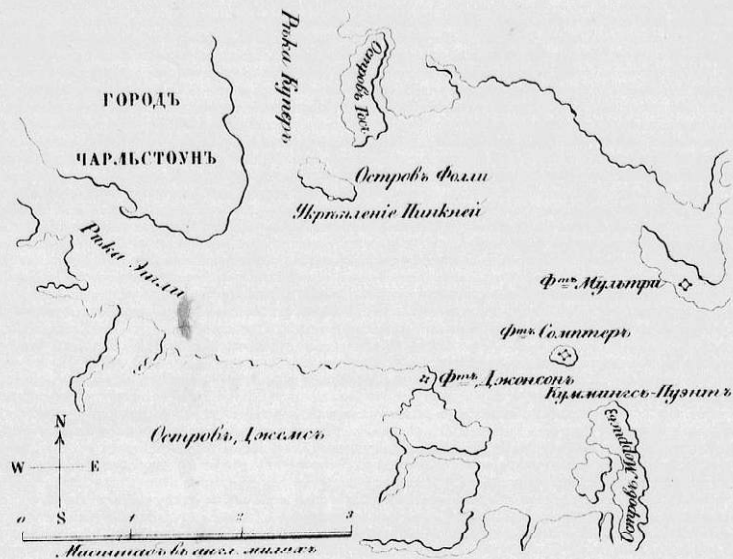 Рѣка Куперъ
Островъ Гогъ
ГОРОДЪ
ЧАРЛЬСТОУНЪ
Островъ Фолли
Укрѣпленіе Пинкней
Рѣка Эшли
Фтъ Мультри
Фтъ Сомптеръ
Фтъ Джонсонъ
Куммингсъ-Пуэнтъ
Островъ Джемсъ
Островъ Моррисъ
N
W E
S
0 1 2 3
Масштабъ въ англ. миляхъ